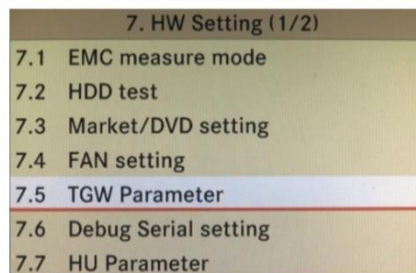 7. HW Setting (1/2)
7.1 EMC measure mode
7.2 HDD test
7.3 Market/DVD setting
7.4 FAN setting
7.5 TGW Parameter
7.6 Debug Serial setting
7.7 HU Parameter